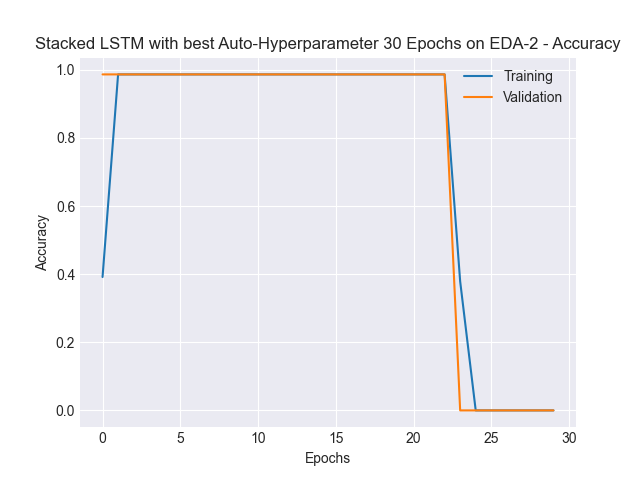 Stacked LSTM with best Auto-Hyperparameter 30 Epochs on EDA-2 - Accuracy
Training
Validation
1.0
0.8
0.6
0.4
0.2
0.0
Accuracy
0 5 10 15 20 25 30
Epochs